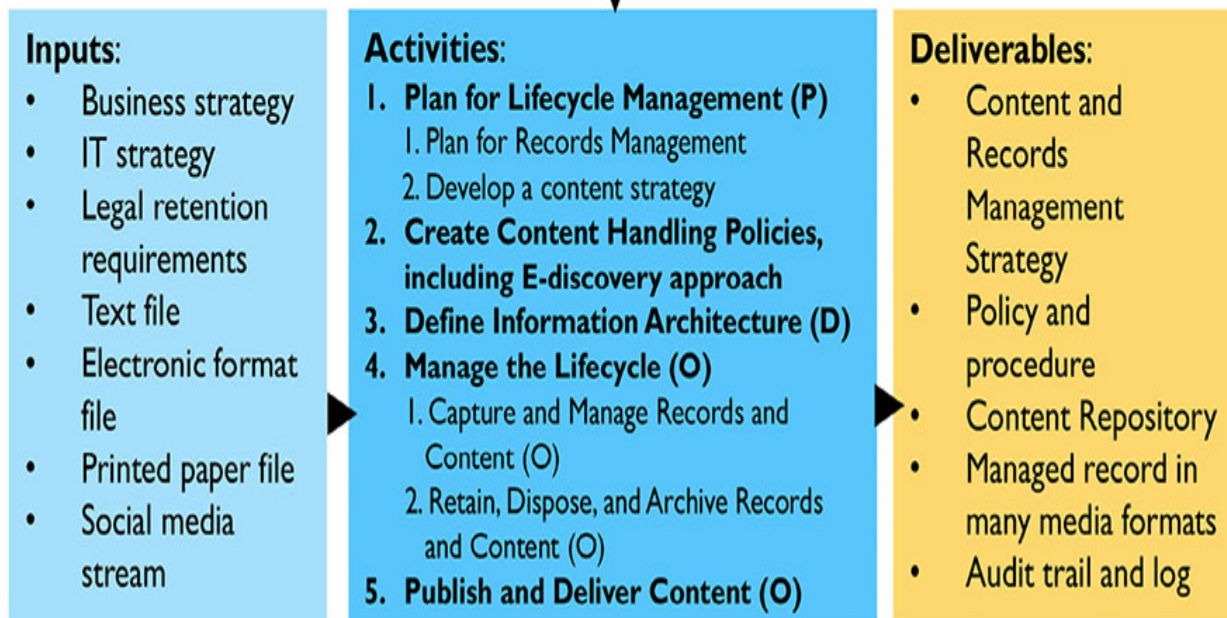 Inputs:
• Business strategy
• IT strategy
• Legal retention
requirements
• Text file
• Electronic format
file
• Printed paper file
• Social media
stream
Activities:
1. Plan for Lifecycle Management (P)
1. Plan for Records Management
2. Develop a content strategy
2. Create Content Handling Policies,
including E-discovery approach
3. Define Information Architecture (D)
4. Manage the Lifecycle (O)
1. Capture and Manage Records and
Content (O)
2. Retain, Dispose, and Archive Records
and Content (O)
5. Publish and Deliver Content (O)
Deliverables:
• Content and
Records
Management
Strategy
• Policy and
procedure
• Content Repository
• Managed record in
many media formats
• Audit trail and log